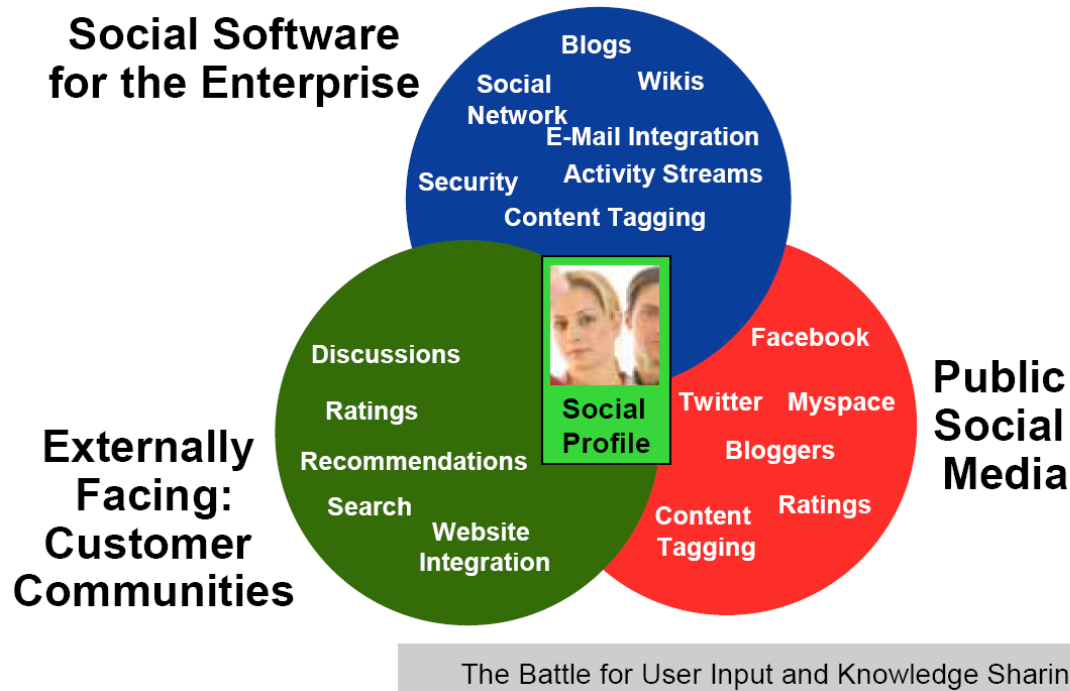 Social Software
for the Enterprise
Blogs
Wikis
Social
Network
E-Mail Integration
Security
Activity Streams
Content Tagging
Social
Profile
Discussions
Ratings
Recommendations
Search
Website
Integration
Externally
Facing:
Customer
Communities
Facebook
Twitter
Myspace
Bloggers
Ratings
Content
Tagging
Public
Social
Media
The Battle for User Input and Knowledge Sharin